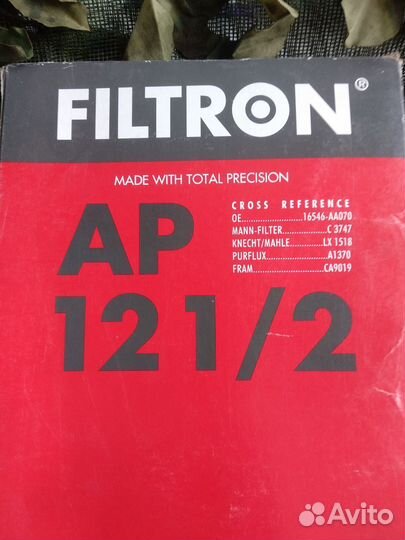 FILTRON®
MADE WITH TOTAL PRECISION
AP
121/2
CROSS REFERENCE
OE......................16546-AA070
MANN-FILTER................C 3747
KNECHT/MAHLE..............LX 1518
PURFLUX......................A1370
FRAM........................CA9019
Avito